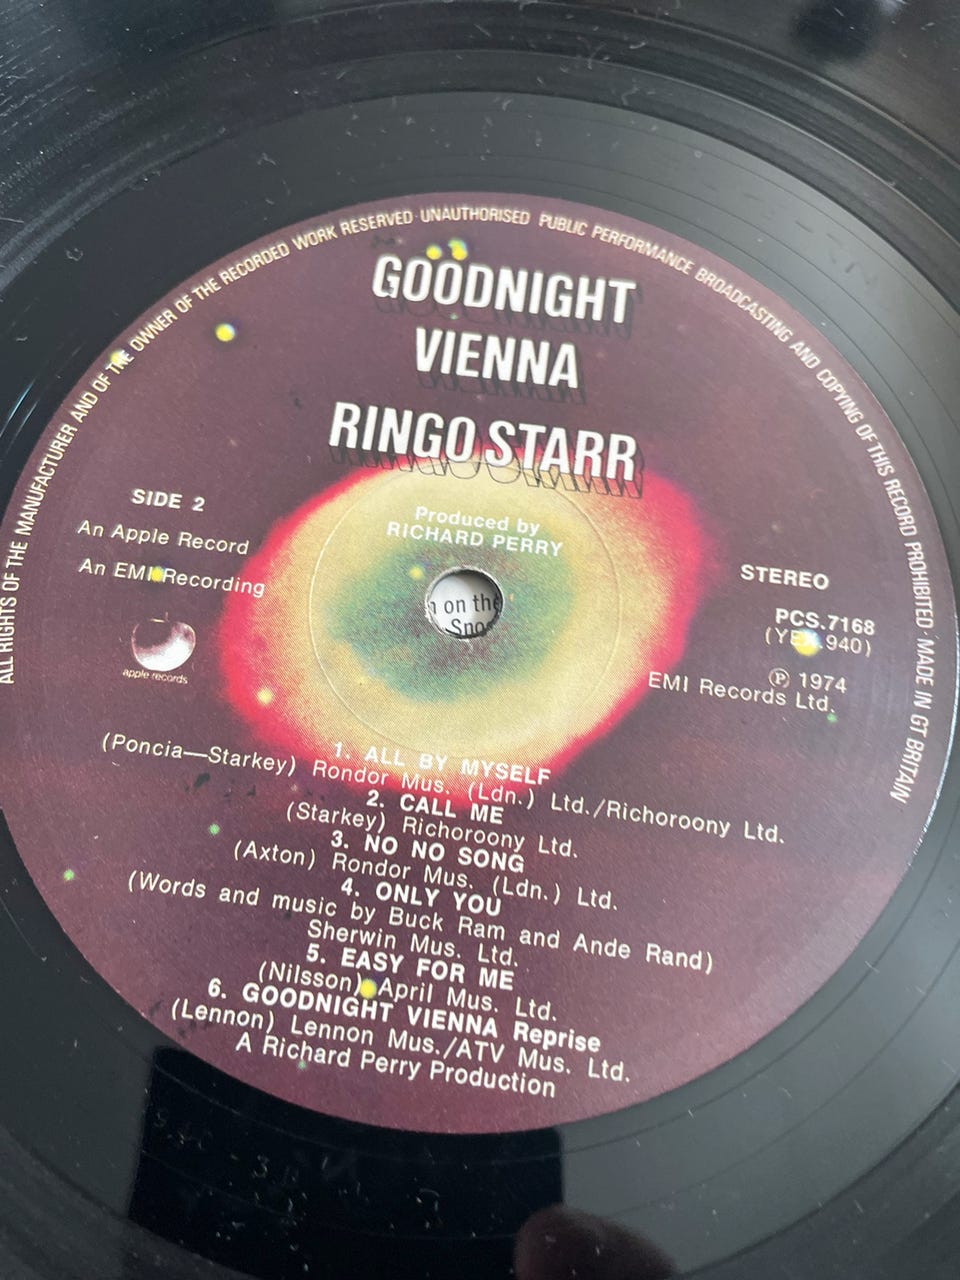 ALL RIGHTS OF THE MANUFACTURER AND OF THE OWNER OF THE RECORDED WORK RESERVED · UNAUTHORISED PUBLIC PERFORMANCE BROADCASTING AND COPYING OF THIS RECORD PROHIBITED · MADE IN GT BRITAIN
GOODNIGHT
VIENNA
RINGO STARR
SIDE 2
An Apple Record
An EMI Recording
apple records
Produced by
RICHARD PERRY
on the
STEREO
PCS.7168
.940)
Ⓟ 1974
EMI Records Ltd.
1. ALL BY MYSELF
(Poncia—Starkey) Rondor Mus. (Ldn.) Ltd./Richoroony Ltd.
2. CALL ME
(Starkey) Richoroony Ltd.
3. NO NO SONG
(Axton) Rondor Mus. (Ldn.) Ltd.
4. ONLY YOU
(Words and music by Buck Ram and Ande Rand)
Sherwin Mus. Ltd.
5. EASY FOR ME
(Nilsson) April Mus. Ltd.
6. GOODNIGHT VIENNA Reprise
(Lennon) Lennon Mus./ATV Mus. Ltd.
A Richard Perry Production